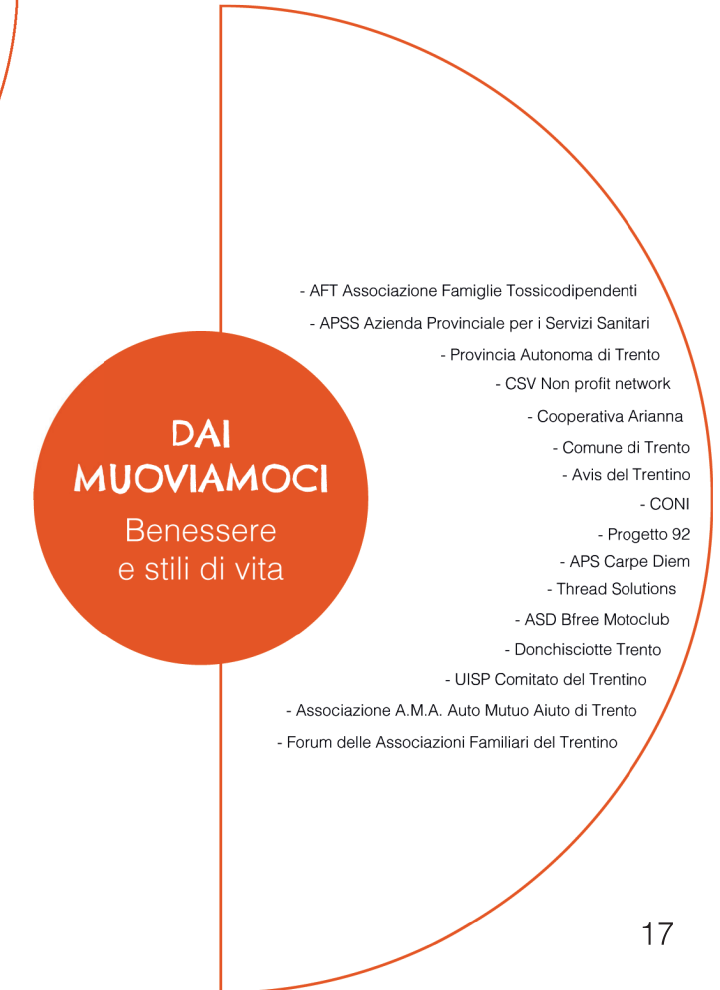 - AFT Associazione Famiglie Tossicodipendenti
- APSS Azienda Provinciale per i Servizi Sanitari
- Provincia Autonoma di Trento
- CSV Non profit network
- Cooperativa Arianna
- Comune di Trento
- Avis del Trentino
- CONI
- Progetto 92
- APS Carpe Diem
- Thread Solutions
- ASD Bfree Motoclub
- Donchisciotte Trento
- UISP Comitato del Trentino
- Associazione A.M.A. Auto Mutuo Aiuto di Trento
- Forum delle Associazioni Familiari del Trentino
DAI
MUOVIAMOCI
Benessere
e stili di vita
17